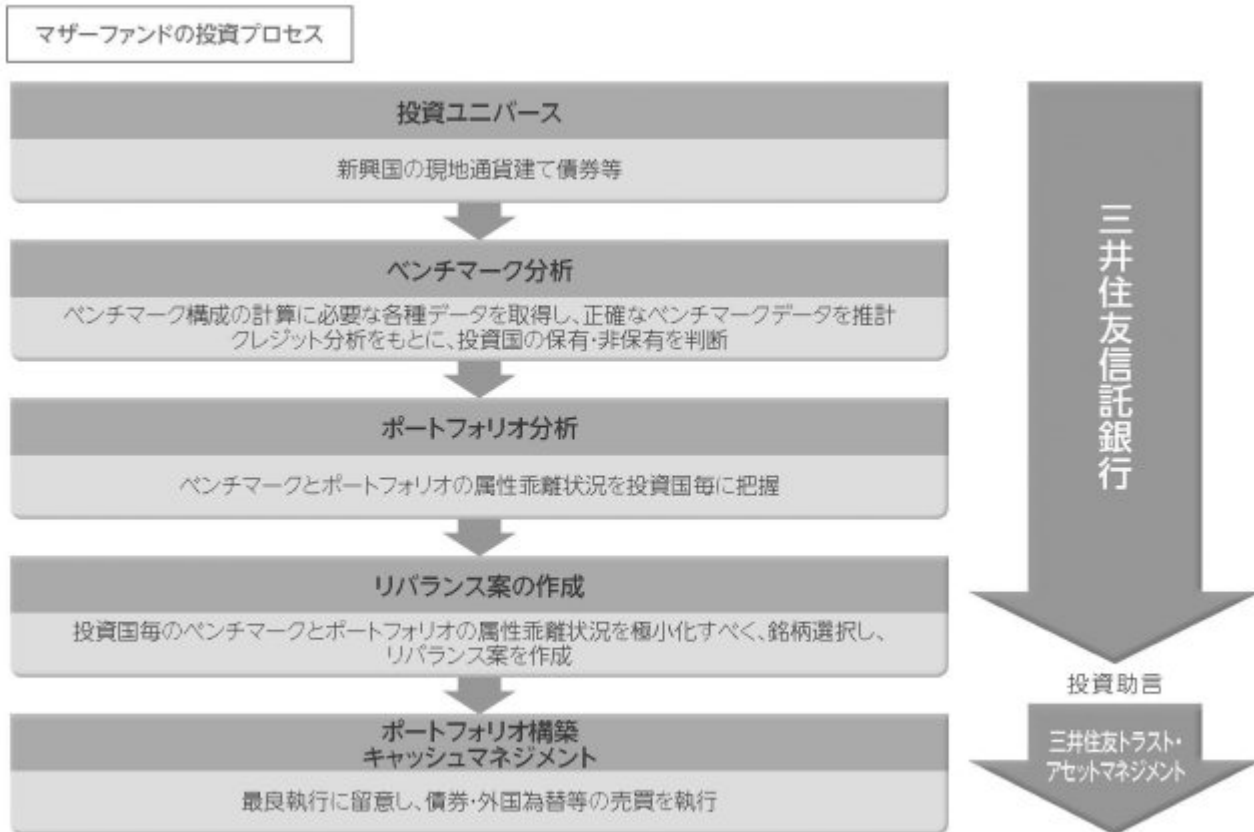 マザーファンドの投資プロセス
投資ユニバース
新興国の現地通貨建て債券等
ベンチマーク分析
ベンチマーク構成の計算に必要な各種データを取得し、正確なベンチマークデータを推計
クレジット分析をもとに、投資国の保有・非保有を判断
ポートフォリオ分析
ベンチマークとポートフォリオの属性乖離状況を投資国毎に把握
リバランス案の作成
投資国毎のベンチマークとポートフォリオの属性乖離状況を極小化すべく、銘柄選択し、
リバランス案を作成
ポートフォリオ構築
キャッシュマネジメント
最良執行に留意し、債券・外国為替等の売買を執行
三井住友信託銀行
投資助言
三井住友トラスト・
アセットマネジメント